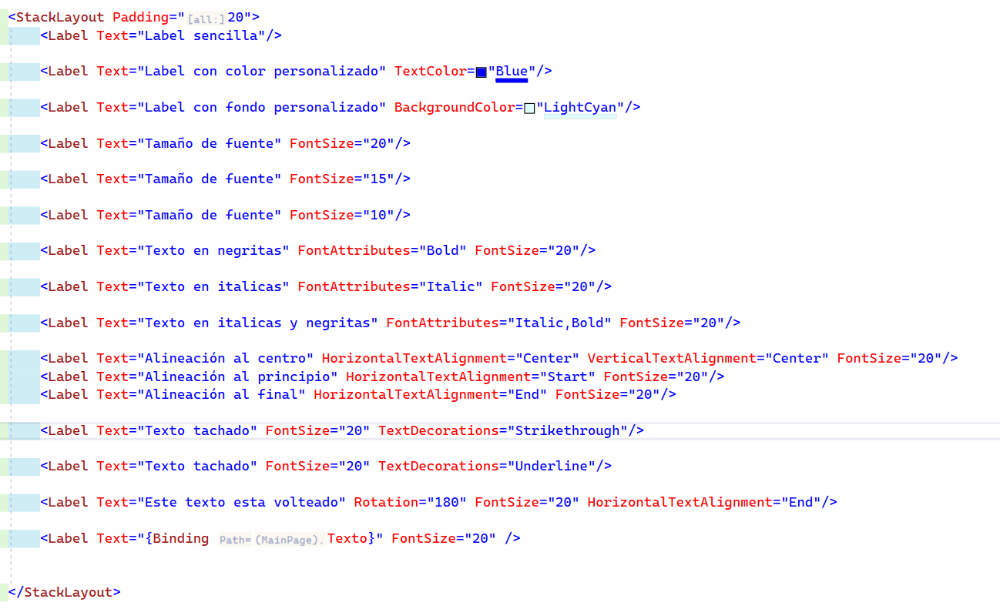 <StackLayout Padding="[all:]20">
<Label Text="Label sencilla"/>
<Label Text="Label con color personalizado" TextColor="Blue"/>
<Label Text="Label con fondo personalizado" BackgroundColor="LightCyan"/>
<Label Text="Tamaño de fuente" FontSize="20"/>
<Label Text="Tamaño de fuente" FontSize="15"/>
<Label Text="Tamaño de fuente" FontSize="10"/>
<Label Text="Texto en negritas" FontAttributes="Bold" FontSize="20"/>
<Label Text="Texto en italicas" FontAttributes="Italic" FontSize="20"/>
<Label Text="Texto en italicas y negritas" FontAttributes="Italic,Bold" FontSize="20"/>
<Label Text="Alineación al centro" HorizontalTextAlignment="Center" VerticalTextAlignment="Center" FontSize="20"/>
<Label Text="Alineación al principio" HorizontalTextAlignment="Start" FontSize="20"/>
<Label Text="Alineación al final" HorizontalTextAlignment="End" FontSize="20"/>
<Label Text="Texto tachado" FontSize="20" TextDecorations="Strikethrough"/>
<Label Text="Texto tachado" FontSize="20" TextDecorations="Underline"/>
<Label Text="Este texto esta volteado" Rotation="180" FontSize="20" HorizontalTextAlignment="End"/>
<Label Text="{Binding Path=(MainPage).Texto}" FontSize="20" />
</StackLayout>